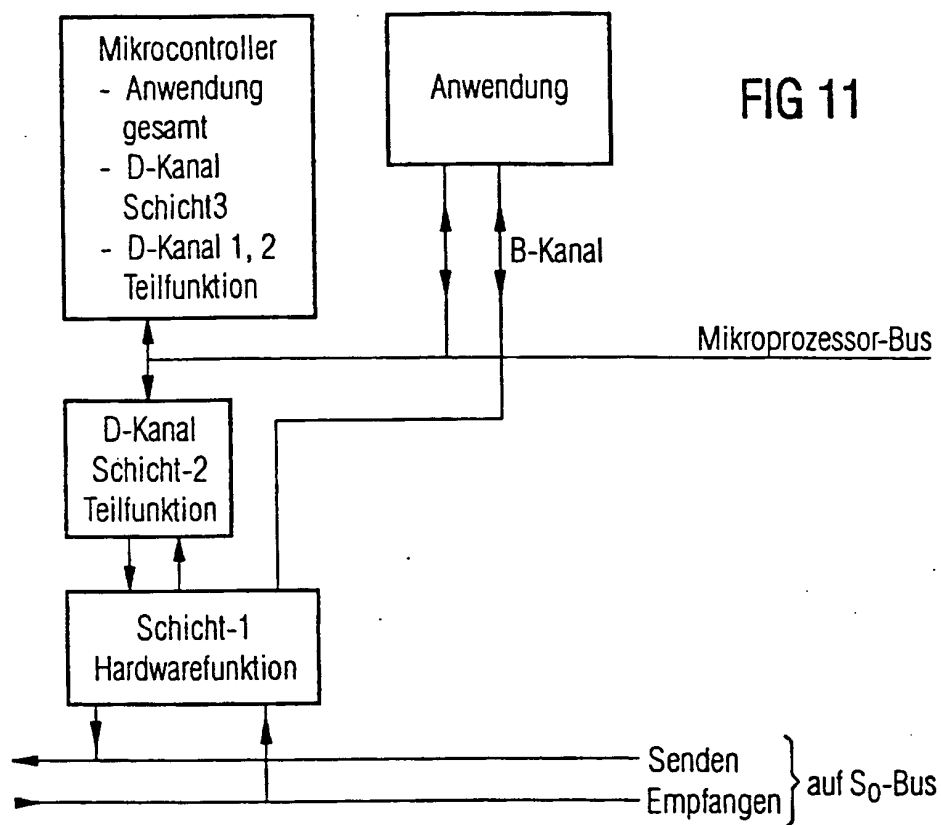 Mikrocontroller
- Anwendung
gesamt
- D-Kanal
Schicht3
- D-Kanal 1, 2
Teilfunktion
Anwendung
FIG 11
B-Kanal
Mikroprozessor-Bus
D-Kanal
Schicht-2
Teilfunktion
Schicht-1
Hardwarefunktion
Senden
Empfangen
auf S₀-Bus